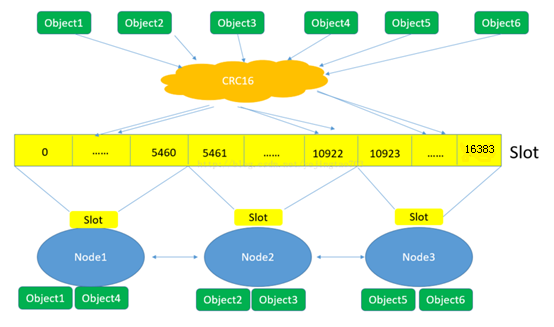 Object1 Object2 Object3 Object4 Object5 Object6
CRC16
0 ...... 5460 5461 ...... 10922 10923 ...... 16383 Slot
Slot Slot Slot
Node1 Node2 Node3
Object1 Object4 Object2 Object3 Object5 Object6